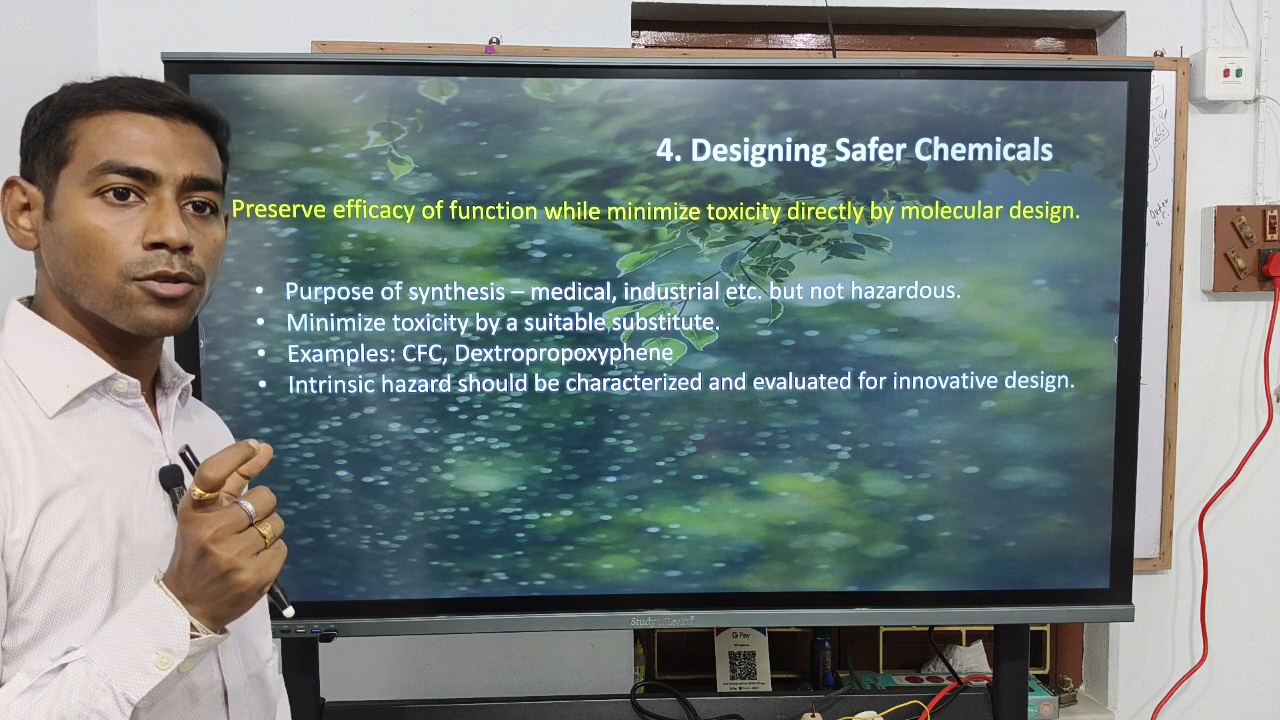 4. Designing Safer Chemicals
Preserve efficacy of function while minimize toxicity directly by molecular design.
• Purpose of synthesis – medical, industrial etc. but not hazardous.
• Minimize toxicity by a suitable substitute.
• Examples: CFC, Dextropropoxyphene
• Intrinsic hazard should be characterized and evaluated for innovative design.
G Pay